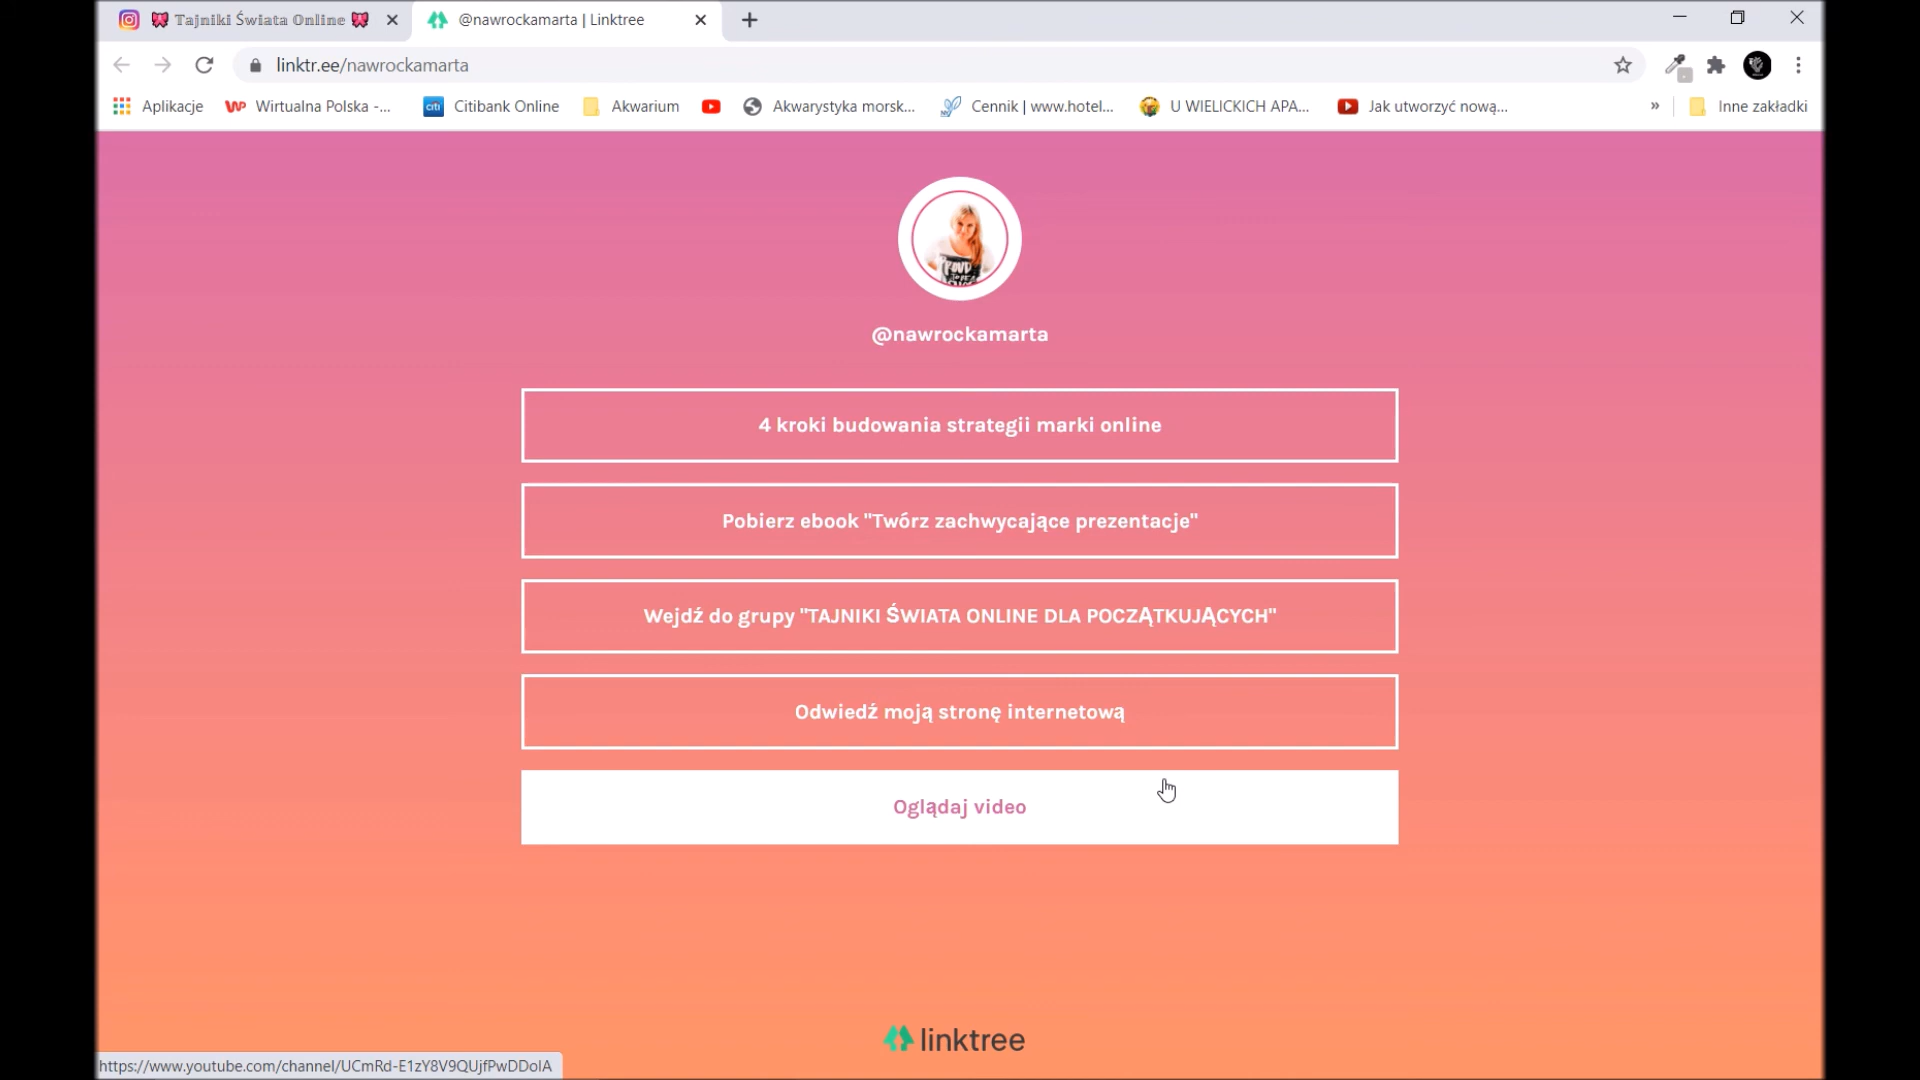 🎀 𝕋𝕒𝕛𝕟𝕚𝕜𝕚 Ś𝕨𝕚𝕒𝕥𝕒 𝕆𝕟𝕝𝕚𝕟𝕖 🎀
@nawrockamarta | Linktree
linktr.ee/nawrockamarta
Aplikacje
Wirtualna Polska -...
citi
Citibank Online
Akwarium
Akwarystyka morsk...
Cennik | www.hotel...
U WIELICKICH APA...
Jak utworzyć nową...
»
Inne zakładki
@nawrockamarta
4 kroki budowania strategii marki online
Pobierz ebook "Twórz zachwycające prezentacje"
Wejdź do grupy "TAJNIKI ŚWIATA ONLINE DLA POCZĄTKUJĄCYCH"
Odwiedź moją stronę internetową
Oglądaj video
linktree
https://www.youtube.com/channel/UCmRd-E1zY8V9QUjfPwDDoIA